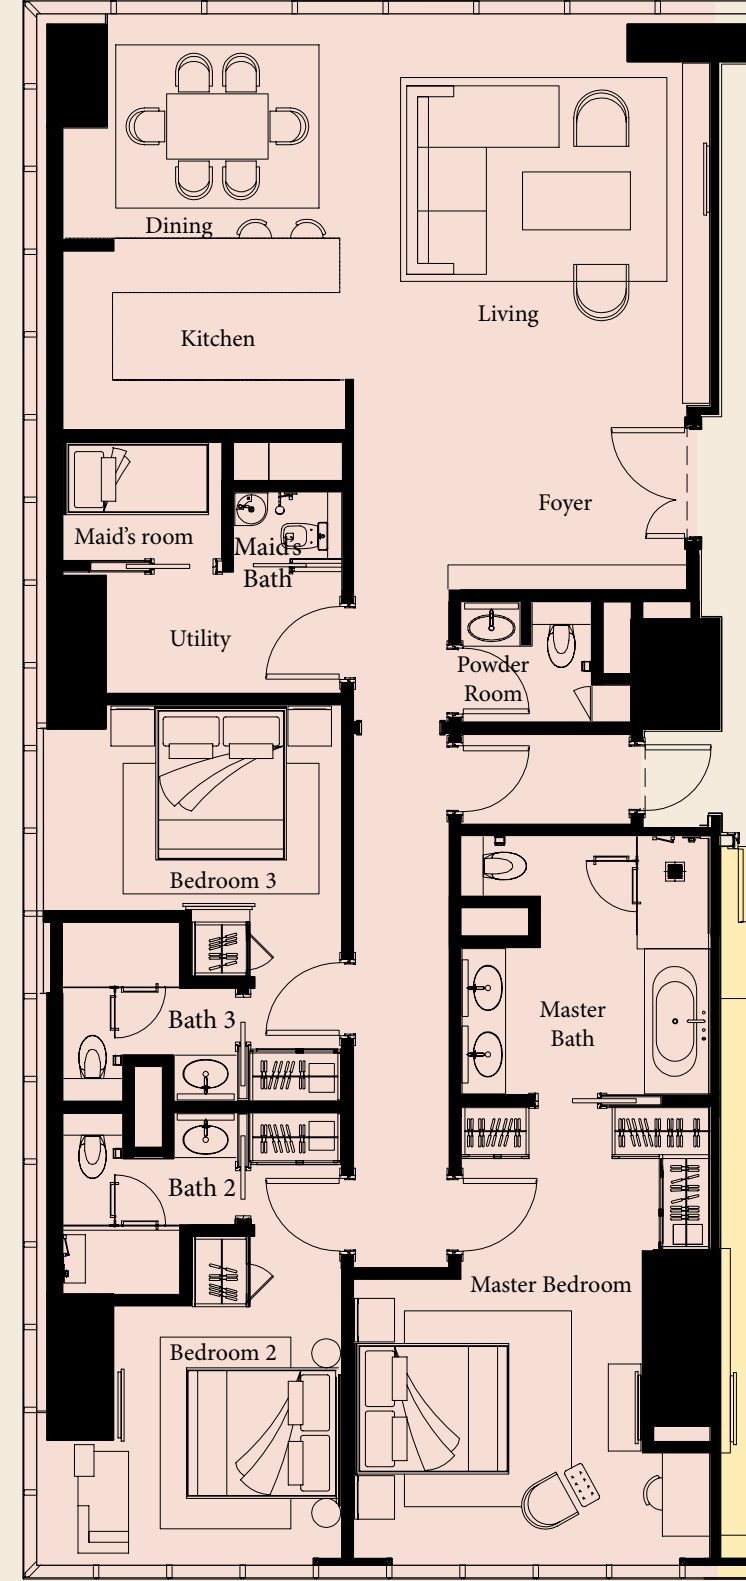 Dining
Living
Kitchen
Foyer
Maid's room
Maid's
Bath
Utility
Powder
Room
Bedroom 3
Master
Bath
Bath 3
Bath 2
Master Bedroom
Bedroom 2